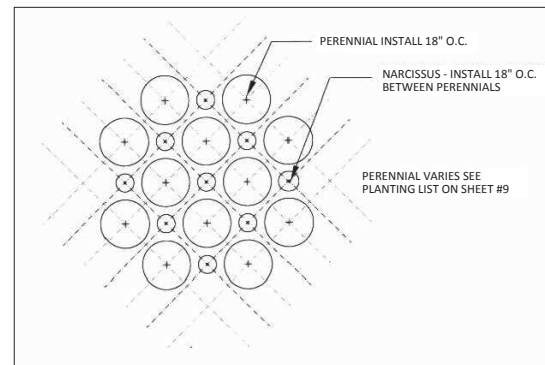 PERENNIAL INSTALL 18" O.C.
NARCISSUS - INSTALL 18" O.C.
BETWEEN PERENNIALS
PERENNIAL VARIES SEE
PLANTING LIST ON SHEET #9